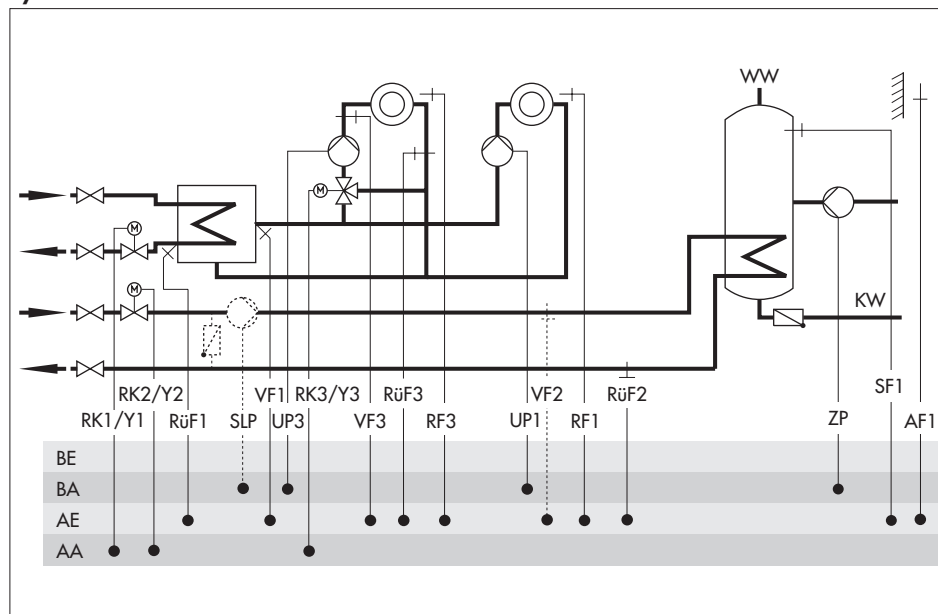 WW
M
M
M
KW
RK2/Y2
VF1
RK3/Y3
RüF3
VF2
RüF2
SF1
RK1/Y1
RüF1
SLP
UP3
VF3
RF3
UP1
RF1
ZP
AF1
BE
BA
AE
AA